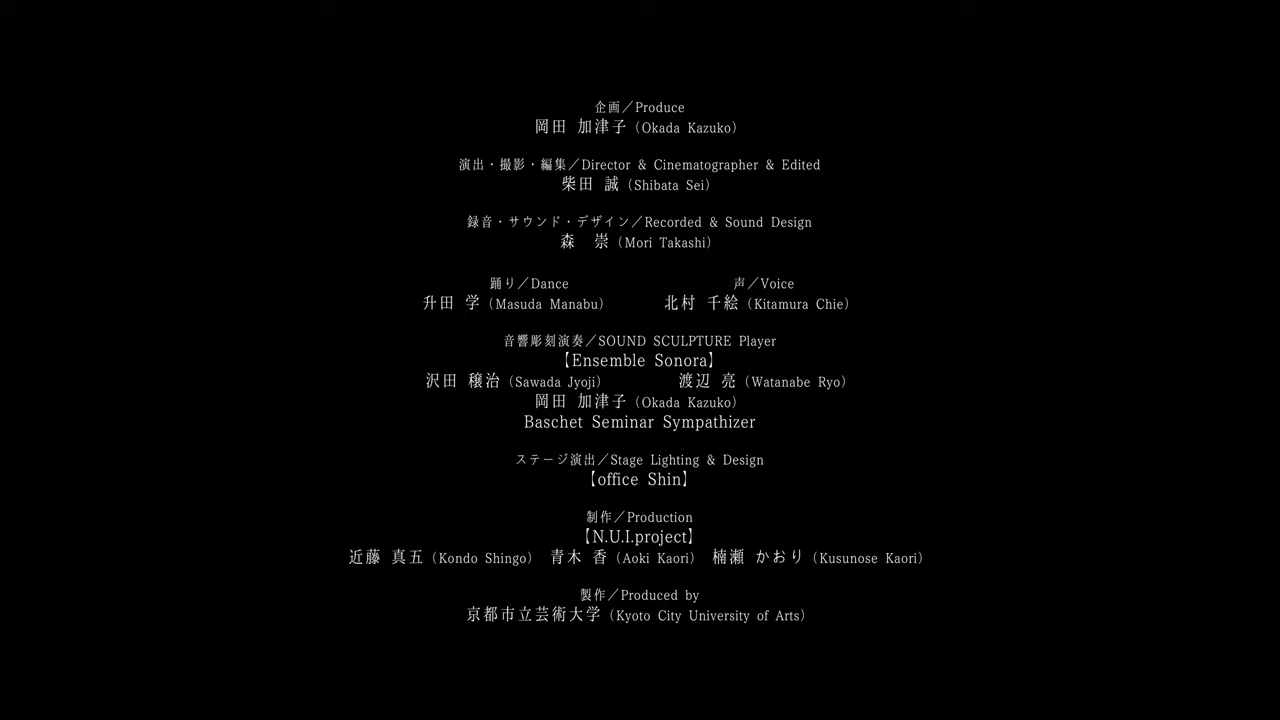 企画／Produce
岡田 加津子（Okada Kazuko）
演出・撮影・編集／Director & Cinematographer & Edited
柴田 誠（Shibata Sei）
録音・サウンド・デザイン／Recorded & Sound Design
森　崇（Mori Takashi）
踊り／Dance 声／Voice
升田 学（Masuda Manabu） 北村 千絵（Kitamura Chie）
音響彫刻演奏／SOUND SCULPTURE Player
【Ensemble Sonora】
沢田 穣治（Sawada Jyoji） 渡辺 亮（Watanabe Ryo）
岡田 加津子（Okada Kazuko）
Baschet Seminar Sympathizer
ステージ演出／Stage Lighting & Design
【office Shin】
制作／Production
【N.U.I.project】
近藤 真五（Kondo Shingo） 青木 香（Aoki Kaori） 楠瀬 かおり（Kusunose Kaori）
製作／Produced by
京都市立芸術大学（Kyoto City University of Arts）